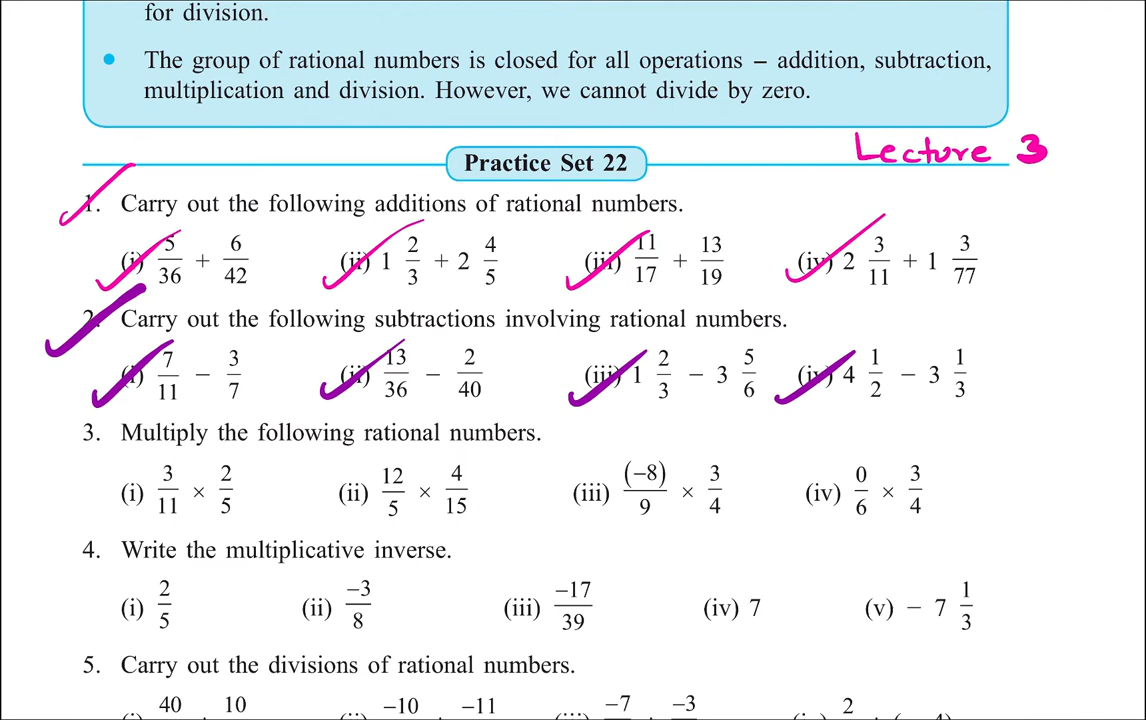 for division.
• The group of rational numbers is closed for all operations – addition, subtraction,
multiplication and division. However, we cannot divide by zero.
Lecture 3
Practice Set 22
1. Carry out the following additions of rational numbers.
(i) 5/36 + 6/42 (ii) 1 2/3 + 2 4/5 (iii) 11/17 + 13/19 (iv) 2 3/11 + 1 3/77
2. Carry out the following subtractions involving rational numbers.
(i) 7/11 − 3/7 (ii) 13/36 − 2/40 (iii) 1 2/3 − 3 5/6 (iv) 4 1/2 − 3 1/3
3. Multiply the following rational numbers.
(i) 3/11 × 2/5 (ii) 12/5 × 4/15 (iii) (−8)/9 × 3/4 (iv) 0/6 × 3/4
4. Write the multiplicative inverse.
(i) 2/5 (ii) −3/8 (iii) −17/39 (iv) 7 (v) − 7 1/3
5. Carry out the divisions of rational numbers.
40 10 −10 −11 −7 −3 2